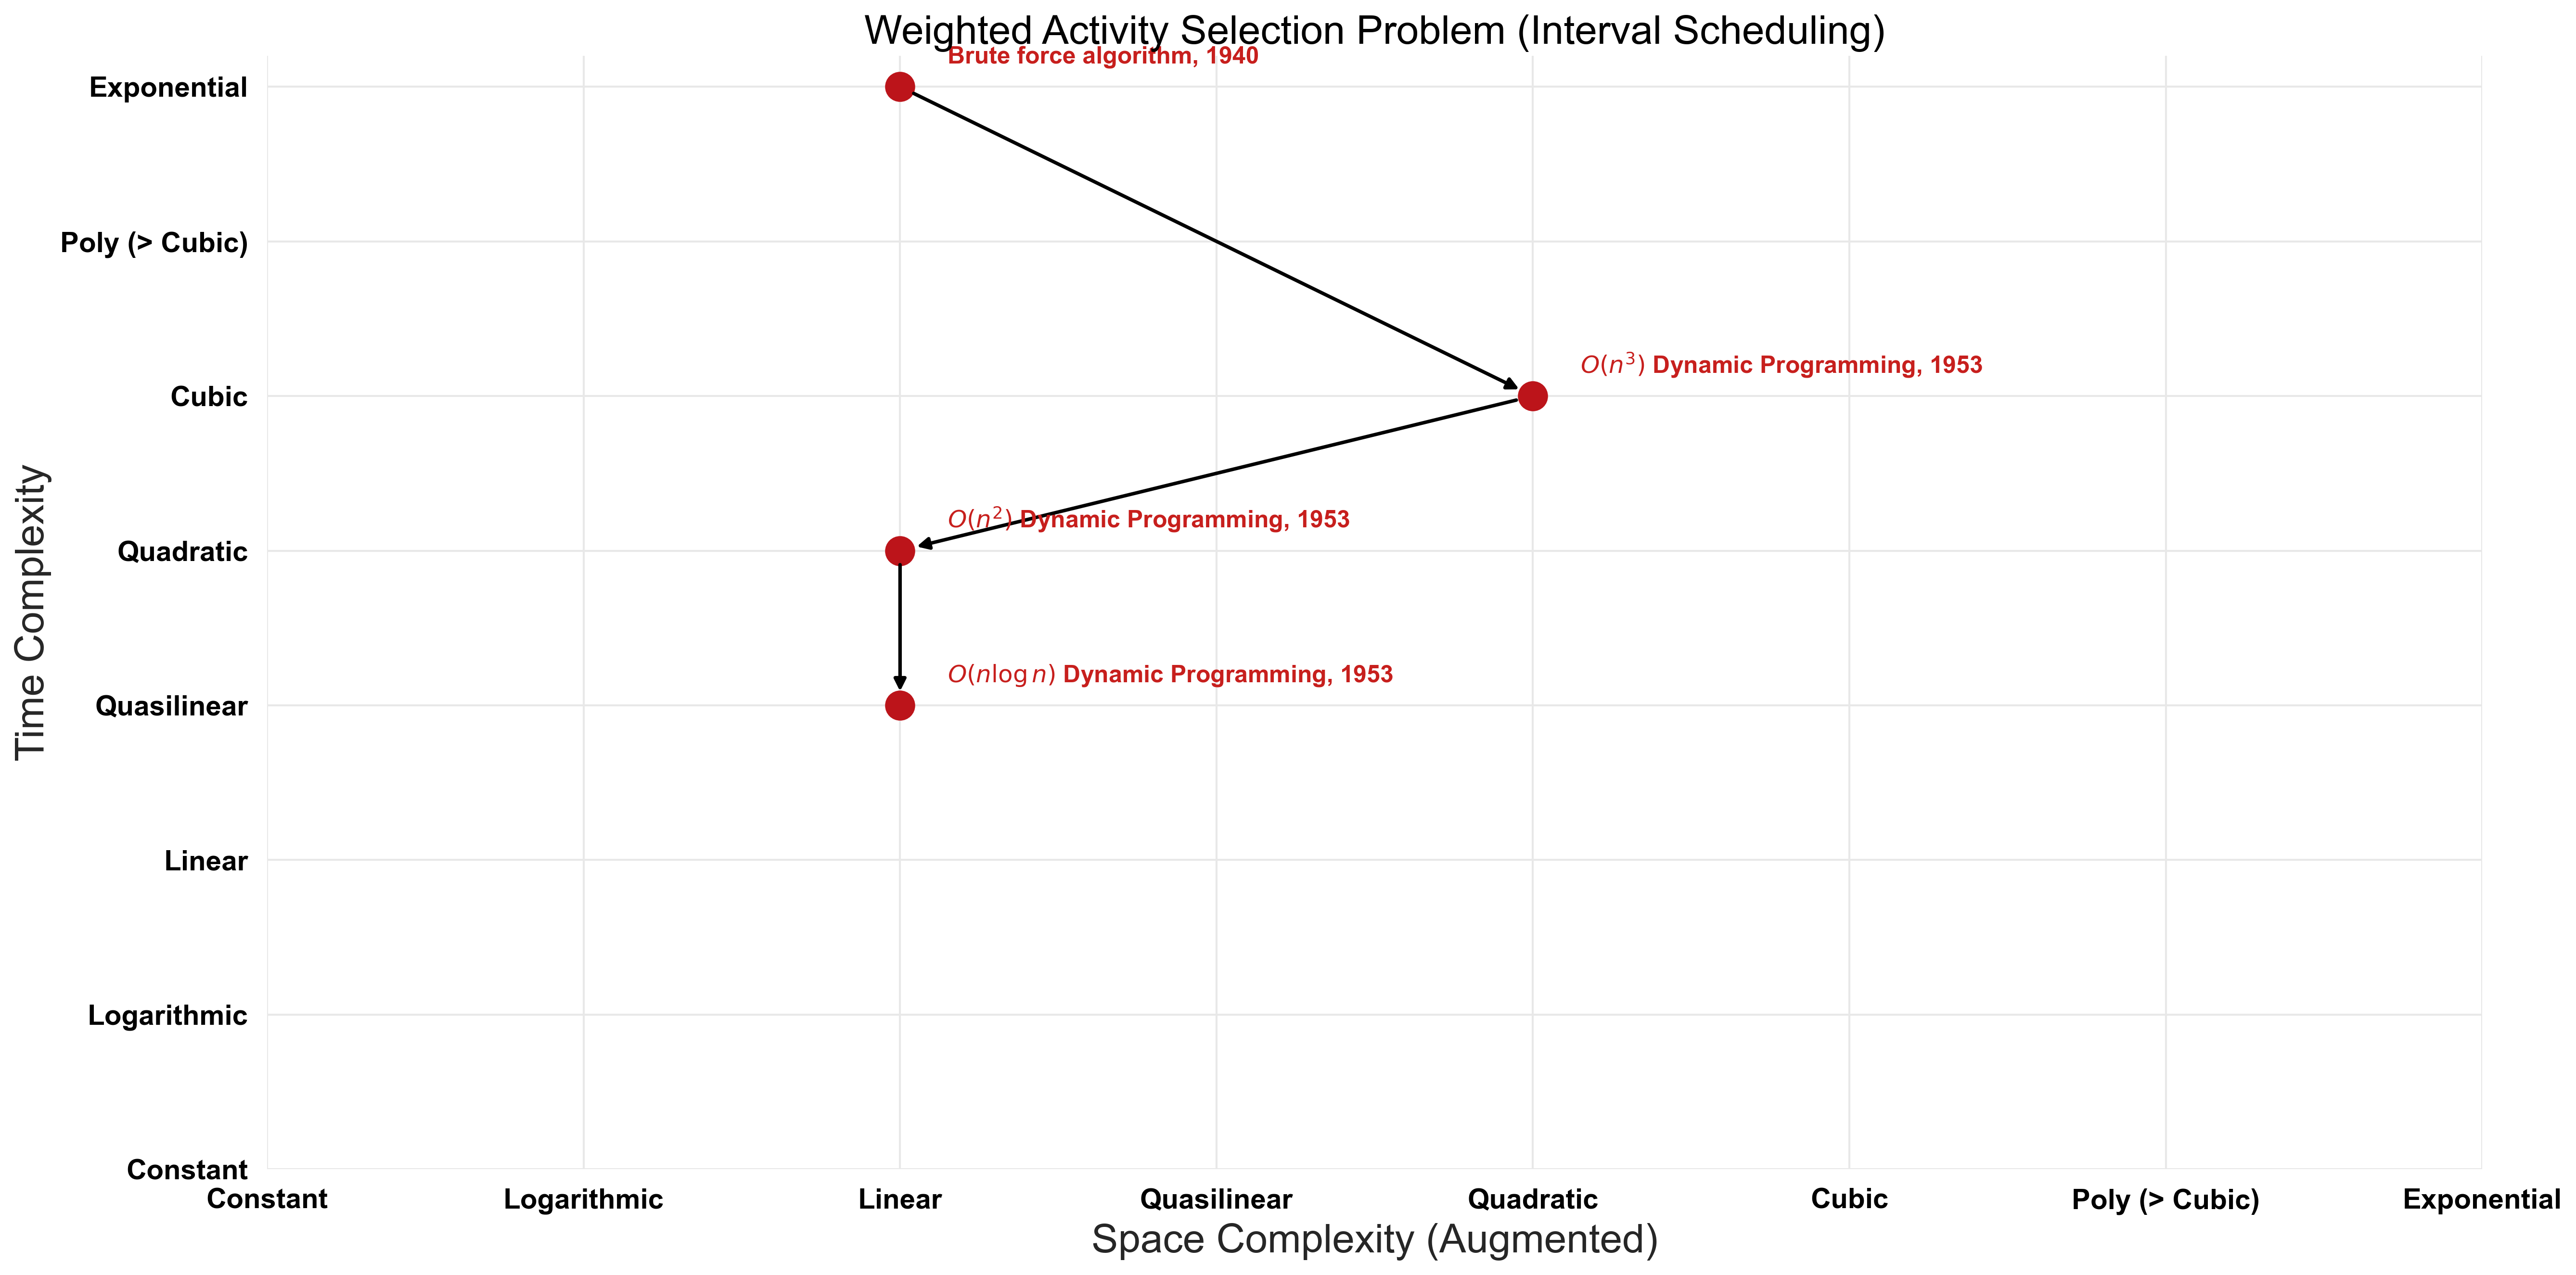 Weighted Activity Selection Problem (Interval Scheduling)
Brute force algorithm, 1940
Exponential
Poly (> Cubic)
O(n³) Dynamic Programming, 1953
Cubic
O(n²) Dynamic Programming, 1953
Quadratic
O(n log n) Dynamic Programming, 1953
Quasilinear
Linear
Logarithmic
Constant
Time Complexity
Constant Logarithmic Linear Quasilinear Quadratic Cubic Poly (> Cubic) Exponential
Space Complexity (Augmented)